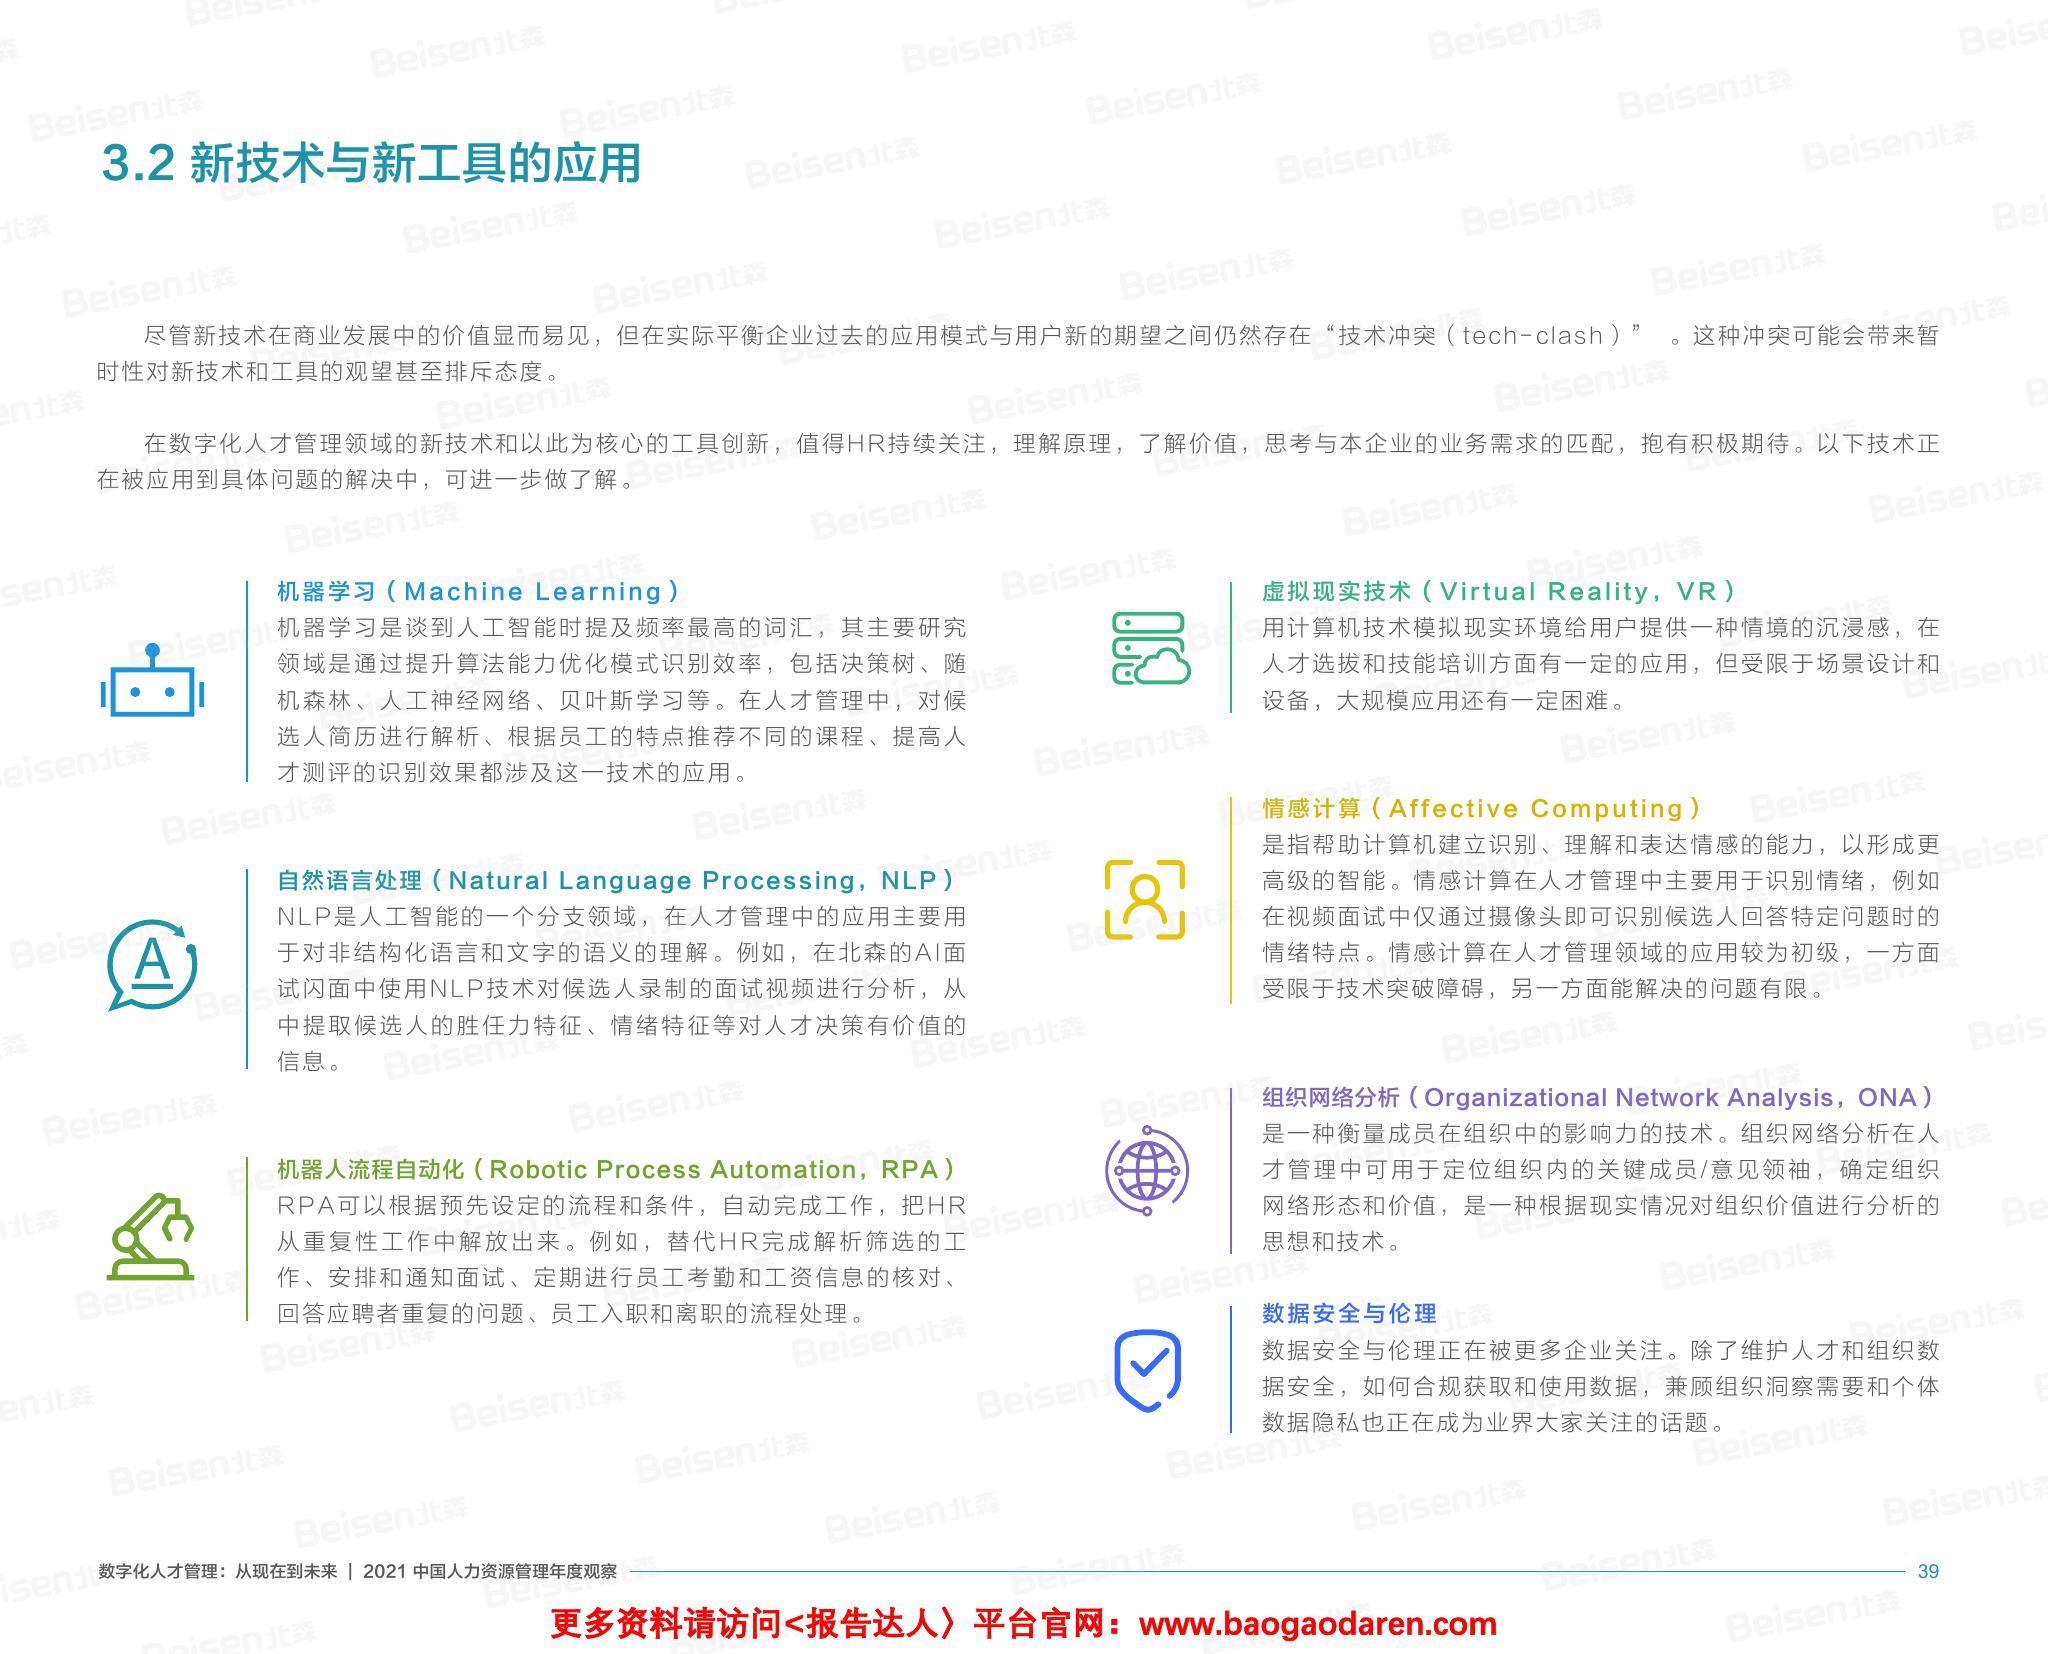 3.2 新技术与新工具的应用
尽管新技术在商业发展中的价值显而易见，但在实际平衡企业过去的应用模式与用户新的期望之间仍然存在“技术冲突（tech-clash）” 。这种冲突可能会带来暂
时性对新技术和工具的观望甚至排斥态度。
在数字化人才管理领域的新技术和以此为核心的工具创新，值得HR持续关注，理解原理，了解价值，思考与本企业的业务需求的匹配，抱有积极期待。以下技术正
在被应用到具体问题的解决中，可进一步做了解。
机器学习（Machine Learning）
机器学习是谈到人工智能时提及频率最高的词汇，其主要研究
领域是通过提升算法能力优化模式识别效率，包括决策树、随
机森林、人工神经网络、贝叶斯学习等。在人才管理中，对候
选人简历进行解析、根据员工的特点推荐不同的课程、提高人
才测评的识别效果都涉及这一技术的应用。
自然语言处理（Natural Language Processing，NLP）
NLP是人工智能的一个分支领域，在人才管理中的应用主要用
于对非结构化语言和文字的语义的理解。例如，在北森的AI面
试闪面中使用NLP技术对候选人录制的面试视频进行分析，从
中提取候选人的胜任力特征、情绪特征等对人才决策有价值的
信息。
机器人流程自动化（Robotic Process Automation，RPA）
RPA可以根据预先设定的流程和条件，自动完成工作，把HR
从重复性工作中解放出来。例如，替代HR完成解析筛选的工
作、安排和通知面试、定期进行员工考勤和工资信息的核对、
回答应聘者重复的问题、员工入职和离职的流程处理。
虚拟现实技术（Virtual Reality，VR）
用计算机技术模拟现实环境给用户提供一种情境的沉浸感，在
人才选拔和技能培训方面有一定的应用，但受限于场景设计和
设备，大规模应用还有一定困难。
情感计算（Affective Computing）
是指帮助计算机建立识别、理解和表达情感的能力，以形成更
高级的智能。情感计算在人才管理中主要用于识别情绪，例如
在视频面试中仅通过摄像头即可识别候选人回答特定问题时的
情绪特点。情感计算在人才管理领域的应用较为初级，一方面
受限于技术突破障碍，另一方面能解决的问题有限。
组织网络分析（Organizational Network Analysis，ONA）
是一种衡量成员在组织中的影响力的技术。组织网络分析在人
才管理中可用于定位组织内的关键成员/意见领袖，确定组织
网络形态和价值，是一种根据现实情况对组织价值进行分析的
思想和技术。
数据安全与伦理
数据安全与伦理正在被更多企业关注。除了维护人才和组织数
据安全，如何合规获取和使用数据，兼顾组织洞察需要和个体
数据隐私也正在成为业界大家关注的话题。
数字化人才管理：从现在到未来 | 2021 中国人力资源管理年度观察
39
更多资料请访问<报告达人〉平台官网：www.baogaodaren.com